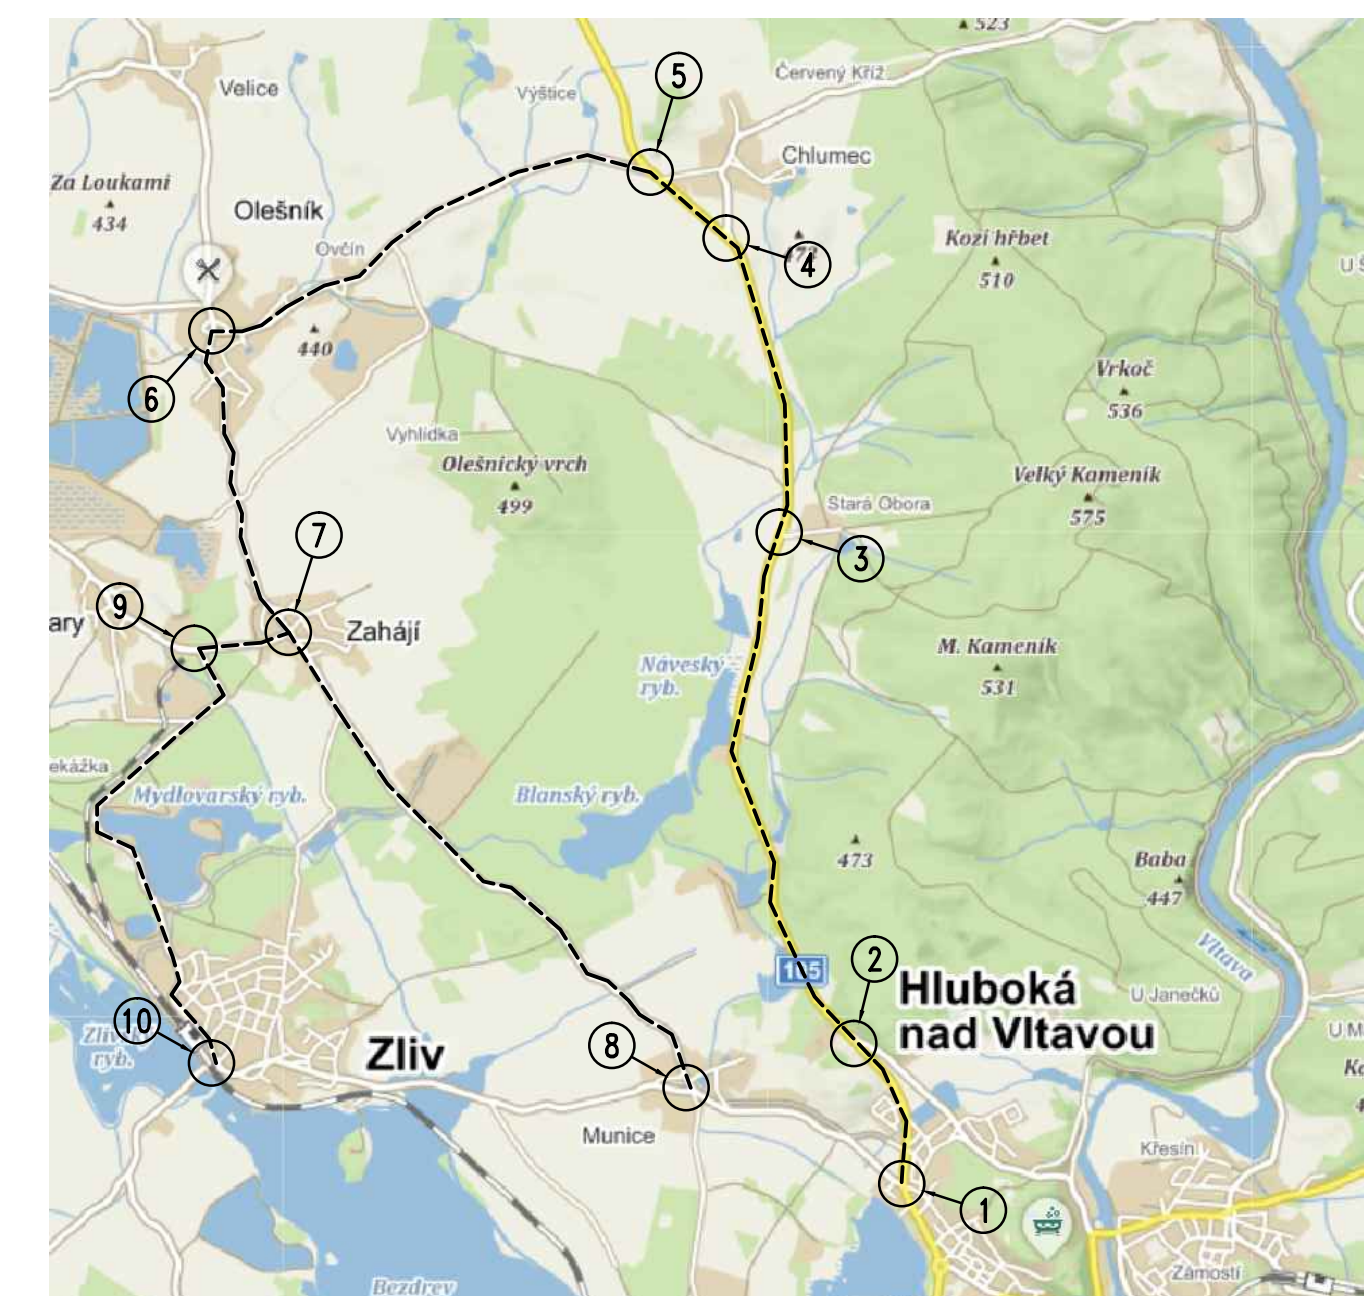 523
Velice
Výštice
Červený Kříž
5
Chlumec
Za Loukami
434
Olešník
Ovčín
Kozí hřbet
510
4
U
440
Vrkoč
536
6
Vyhlídka
Olešnický vrch
499
Velký Kameník
575
Stará Obora
3
7
9
ary
Zahájí
Náveský
ryb.
M. Kameník
531
ekážka
Mydlovarský ryb.
Blanský ryb.
473
Baba
447
Vltava
105
2
Hluboká
nad Vltavou
U Janečků
10
ryb.
Zliv
8
U M
Munice
Křesín
1
Zámostí
Bezdrev